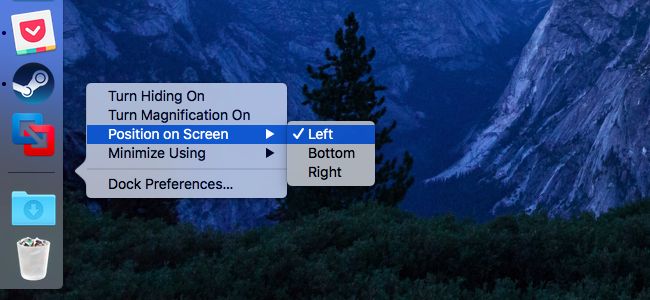 Turn Hiding On
Turn Magnification On
Position on Screen
Minimize Using
Dock Preferences...
Left
Bottom
Right